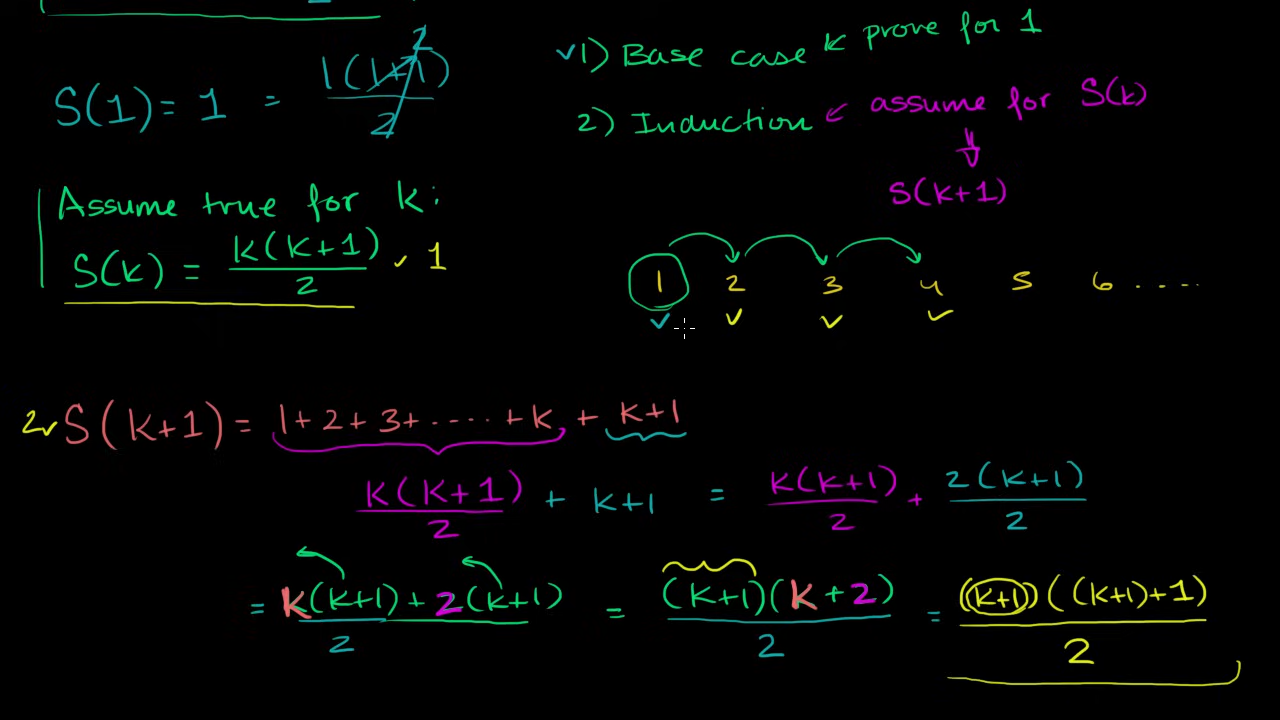 S(1) = 1 = 1(1+1)/2 2
✓1) Base case ← prove for 1
2) Induction ← assume for S(k)
⇓
S(k+1)
Assume true for k:
S(k) = k(k+1)/2 ✓ 1
1 2 3 4 5 6 ....
✓ ✓ ✓ ✓
2✓ S(k+1) = 1+2+3+.....+k + k+1
k(k+1)/2 + k+1 = k(k+1)/2 + 2(k+1)/2
= k(k+1)+2(k+1)/2 = (k+1)(k+2)/2 = ((k+1))((k+1)+1)/2